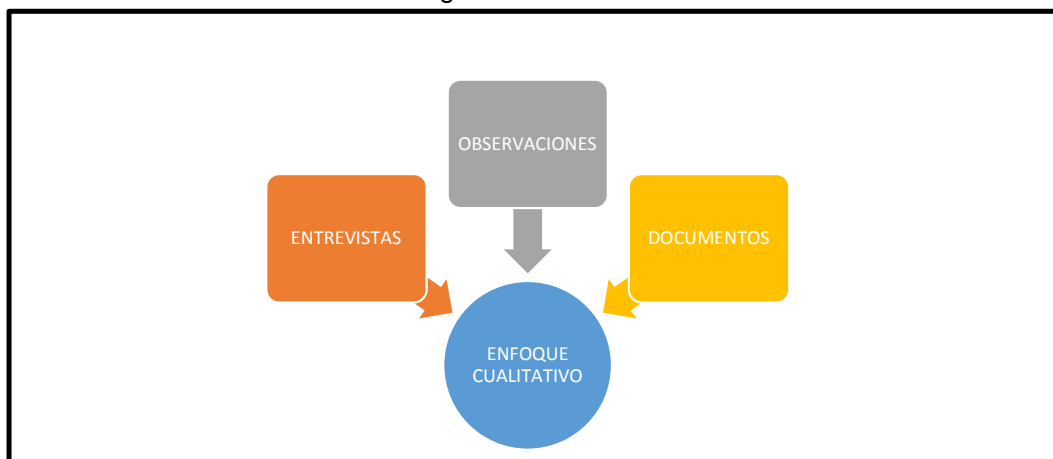 OBSERVACIONES
ENTREVISTAS
DOCUMENTOS
ENFOQUE
CUALITATIVO